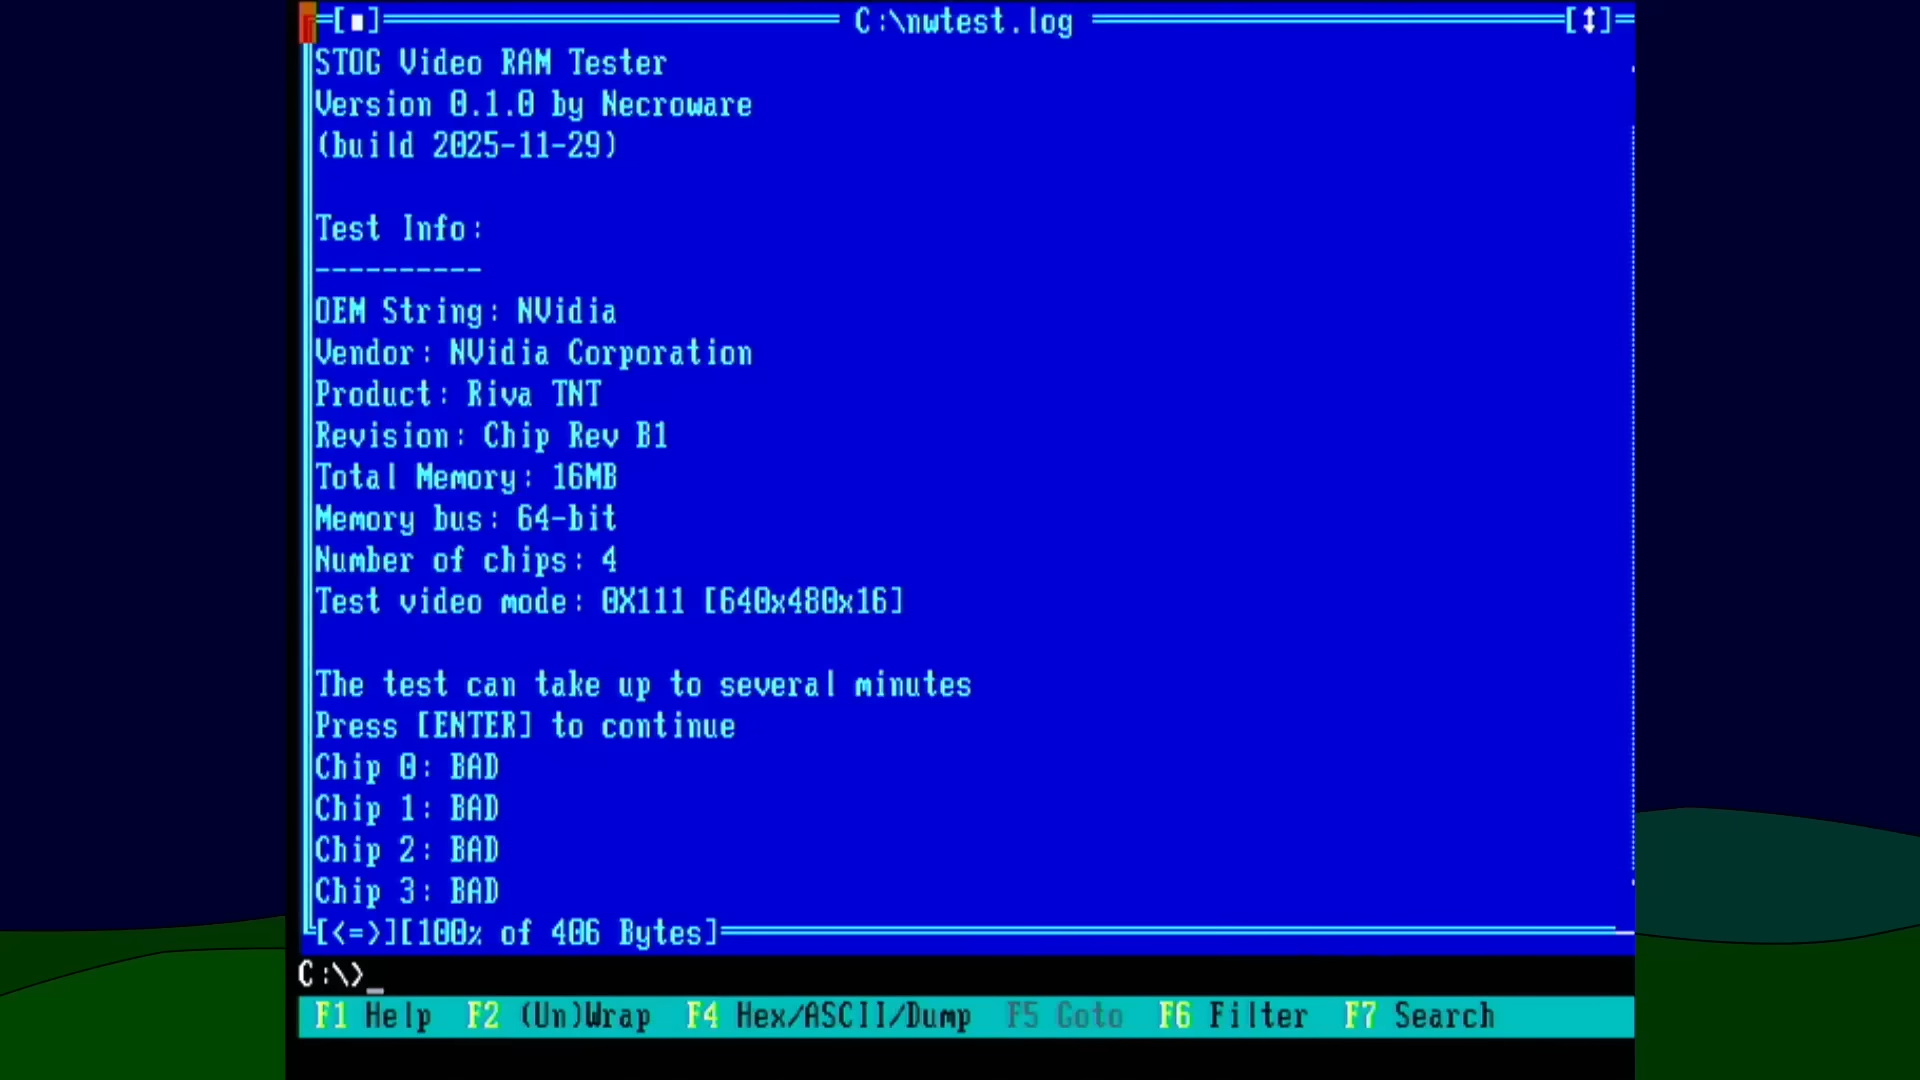 [■] C:\nwtest.log [↕]
STOG Video RAM Tester
Version 0.1.0 by Necroware
(build 2025-11-29)
Test Info:
----------
OEM String: NVidia
Vendor: NVidia Corporation
Product: Riva TNT
Revision: Chip Rev B1
Total Memory: 16MB
Memory bus: 64-bit
Number of chips: 4
Test video mode: 0X111 [640x480x16]
The test can take up to several minutes
Press [ENTER] to continue
Chip 0: BAD
Chip 1: BAD
Chip 2: BAD
Chip 3: BAD
[<=>][100% of 406 Bytes]
C:\>_
F1 Help F2 (Un)Wrap F4 Hex/ASCII/Dump F5 Goto F6 Filter F7 Search